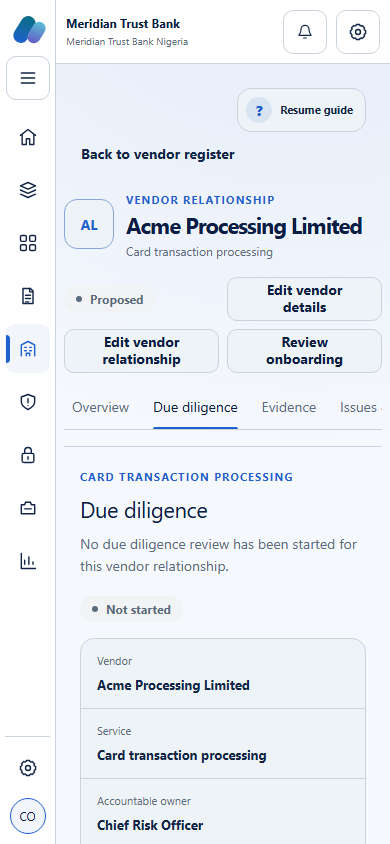 Meridian Trust Bank
Meridian Trust Bank Nigeria
? Resume guide
Back to vendor register
AL
VENDOR RELATIONSHIP
Acme Processing Limited
Card transaction processing
Proposed
Edit vendor
details
Edit vendor
relationship
Review
onboarding
Overview Due diligence Evidence Issues
CARD TRANSACTION PROCESSING
Due diligence
No due diligence review has been started for
this vendor relationship.
Not started
Vendor
Acme Processing Limited
Service
Card transaction processing
Accountable owner
Chief Risk Officer
CO